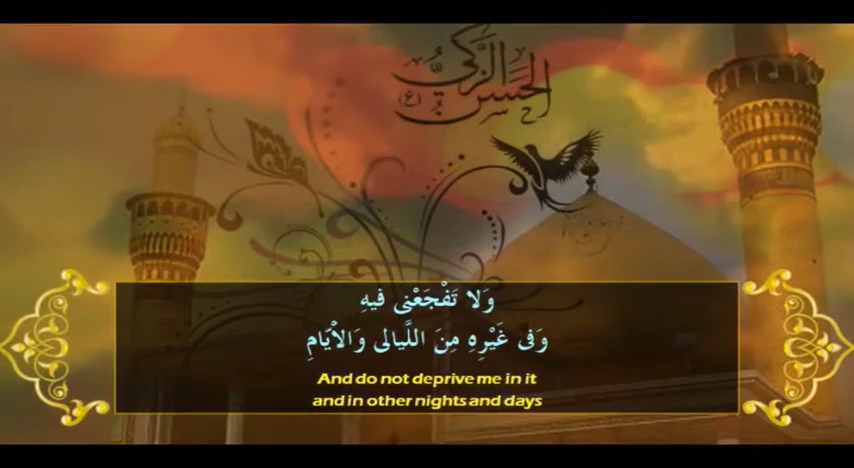 الحسن الزكي
(ع)
وَلا تَفْجَعْنى فيهِ
وَفى غَيْرِهِ مِنَ اللَّيالى وَالْأَيّامِ
And do not deprive me in it
and in other nights and days